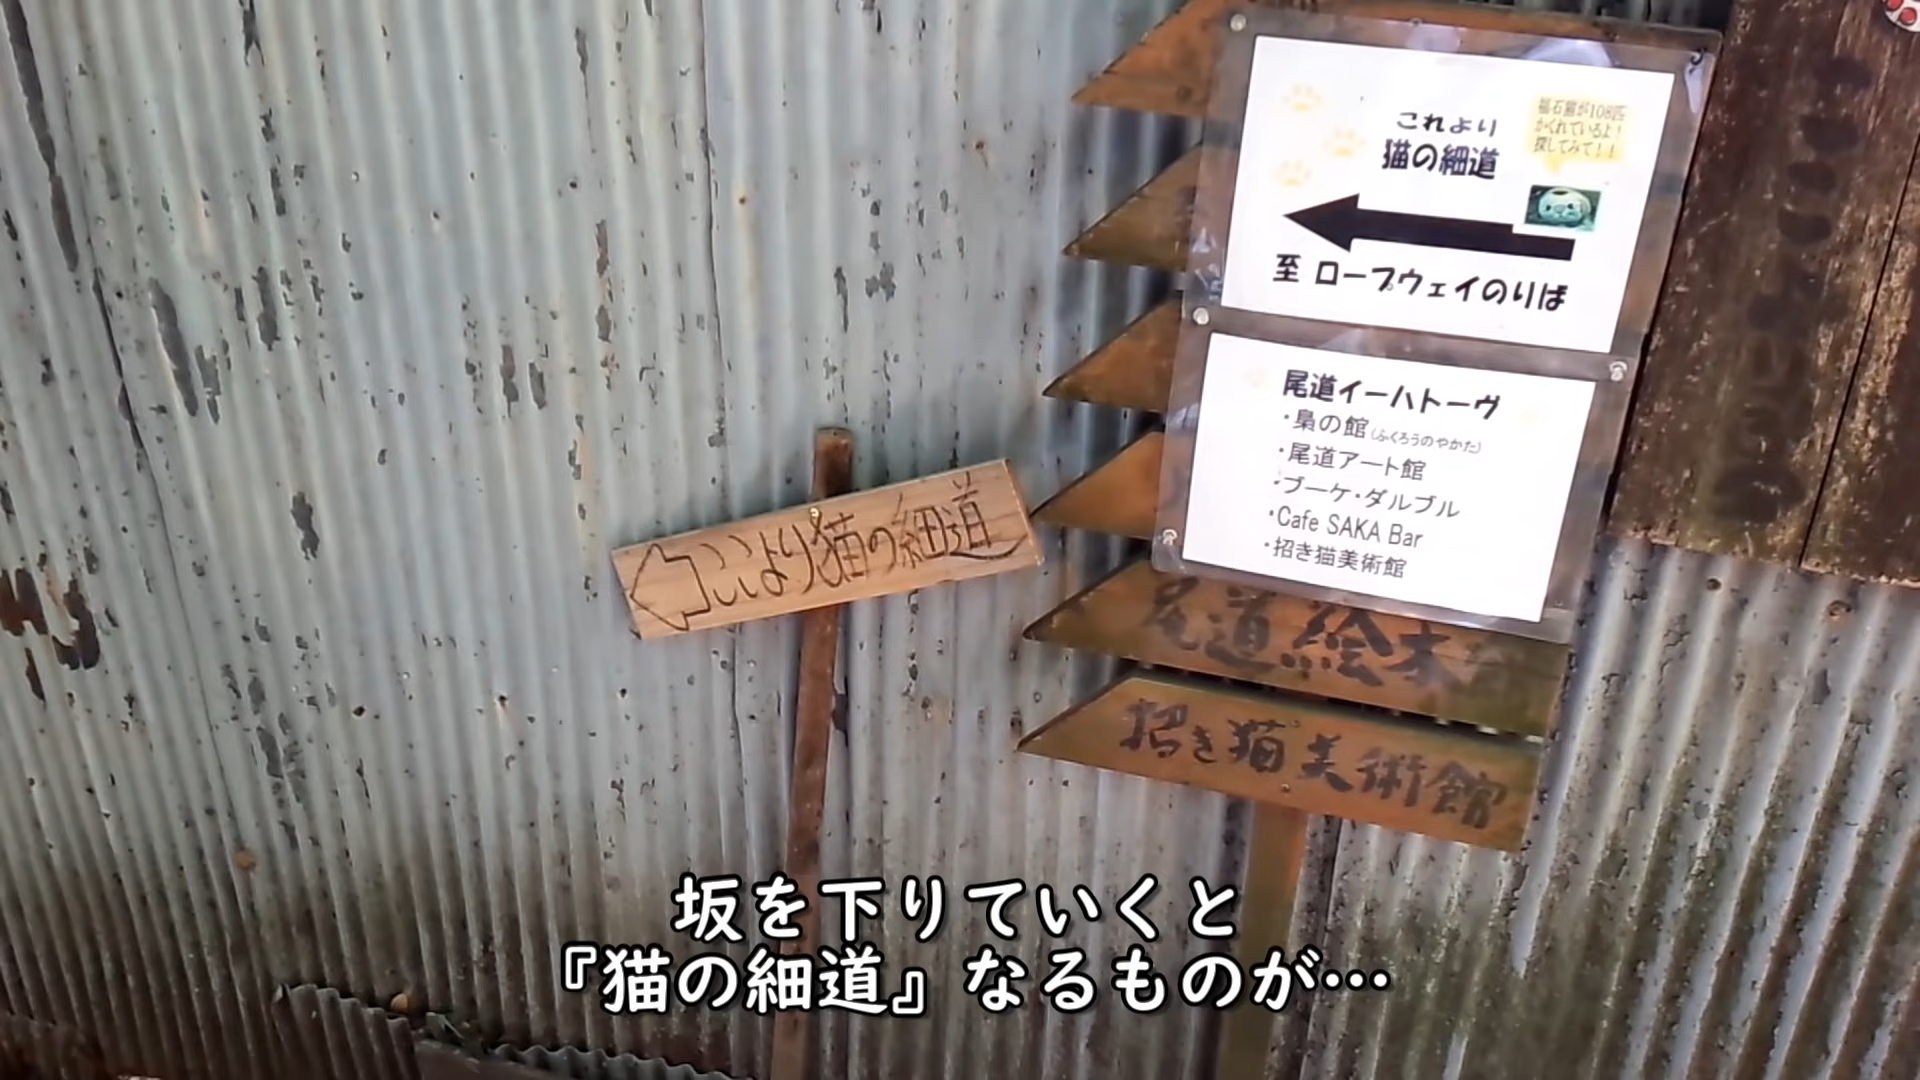 これより
猫の細道
福石猫が108匹
かくれているよ！
探してみて！！
至 ロープウェイのりば
尾道イーハトーヴ
・梟の館(ふくろうのやかた)
・尾道アート館
・ブーケ・ダルブル
・Cafe SAKA Bar
・招き猫美術館
ここより猫の細道
尾道絵本
招き猫美術館
坂を下りていくと
『猫の細道』なるものが…